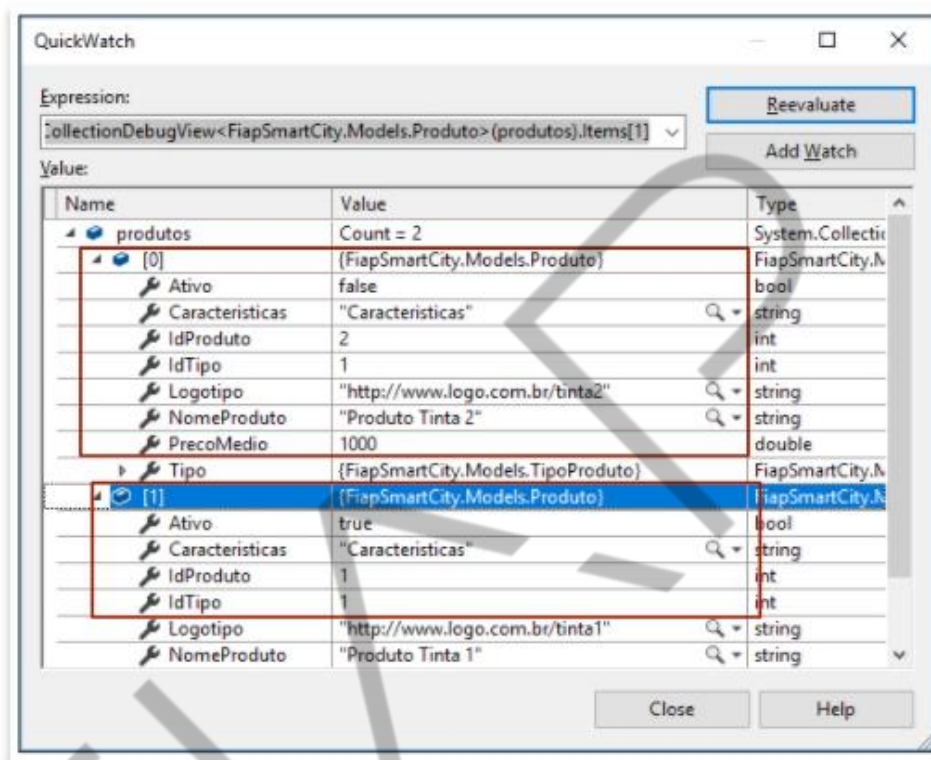 QuickWatch
Expression:
CollectionDebugView<FiapSmartCity.Models.Produto>(produtos).Items[1]
Reevaluate
Add Watch
Value:
Name Value Type
produtos Count = 2 System.Collectic
[0] {FiapSmartCity.Models.Produto} FiapSmartCity.M
Ativo false bool
Caracteristicas "Caracteristicas" string
IdProduto 2 int
IdTipo 1 int
Logotipo "http://www.logo.com.br/tinta2" string
NomeProduto "Produto Tinta 2" string
PrecoMedio 1000 double
Tipo {FiapSmartCity.Models.TipoProduto} FiapSmartCity.M
[1] {FiapSmartCity.Models.Produto} FiapSmartCity.M
Ativo true bool
Caracteristicas "Caracteristicas" string
IdProduto 1 int
IdTipo 1 int
Logotipo "http://www.logo.com.br/tinta1" string
NomeProduto "Produto Tinta 1" string
Close Help